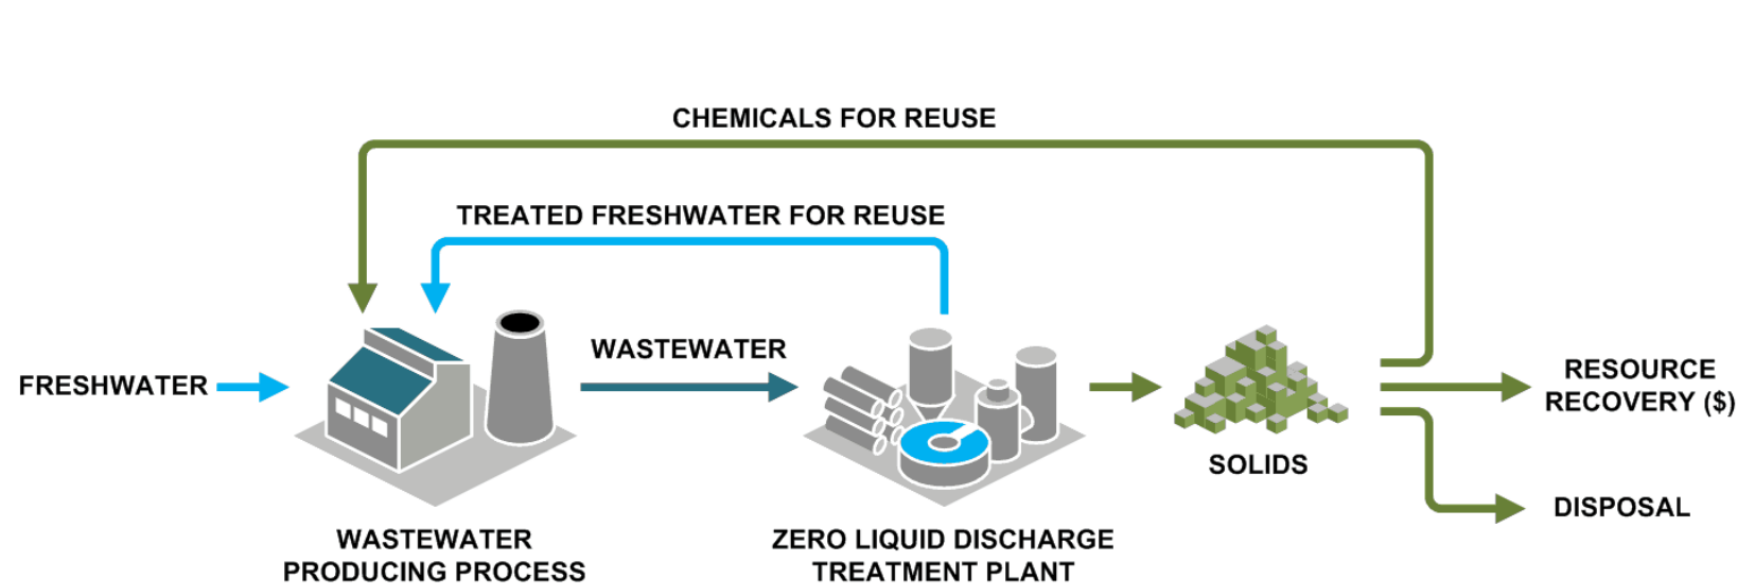 CHEMICALS FOR REUSE
TREATED FRESHWATER FOR REUSE
WASTEWATER
FRESHWATER
RESOURCE
RECOVERY ($)
SOLIDS
DISPOSAL
WASTEWATER
PRODUCING PROCESS
ZERO LIQUID DISCHARGE
TREATMENT PLANT